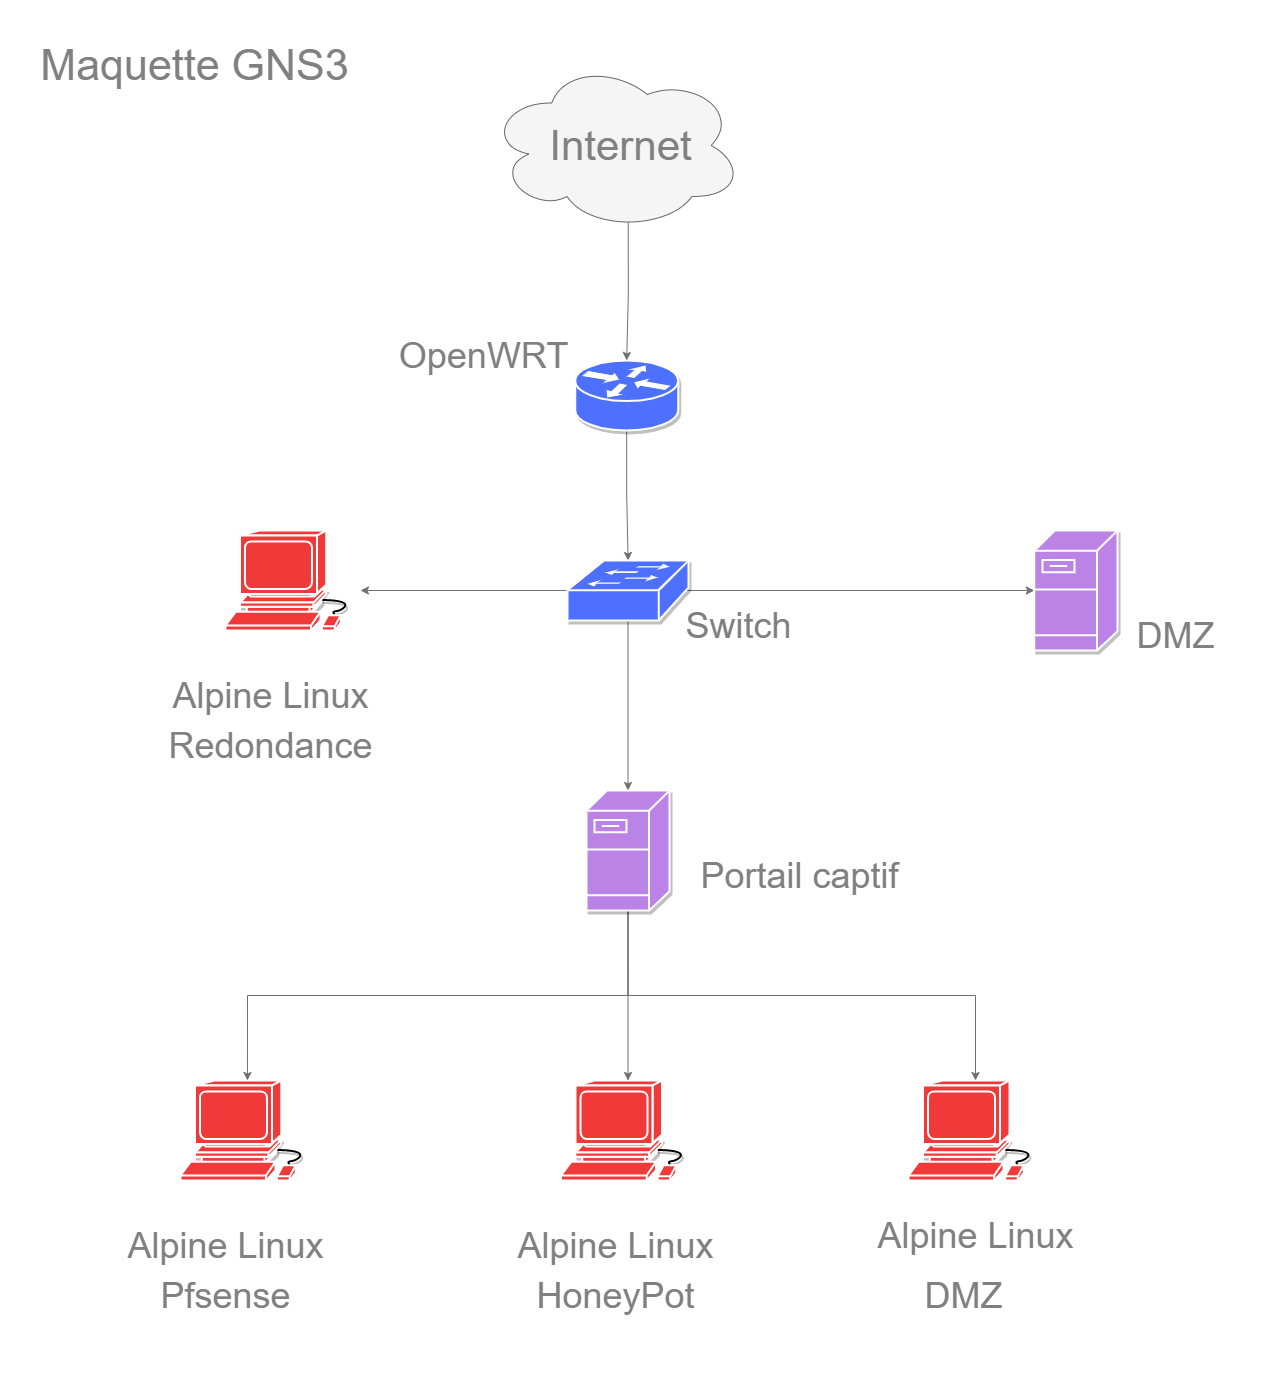 Maquette GNS3
Internet
OpenWRT
Switch
DMZ
Alpine Linux
Redondance
Portail captif
Alpine Linux
Pfsense
Alpine Linux
HoneyPot
Alpine Linux
DMZ